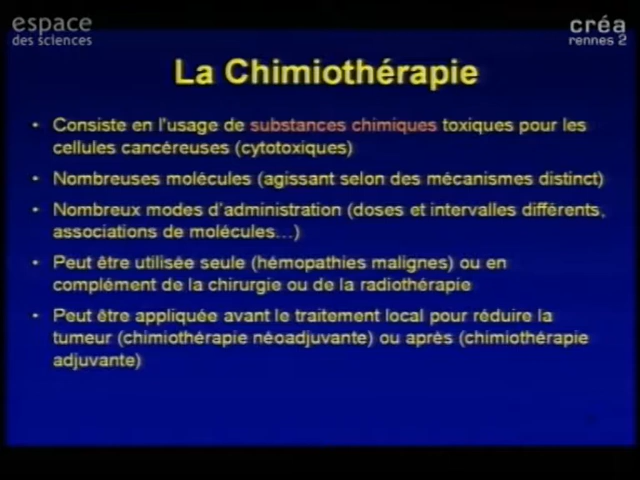 espace
des sciences
créa
rennes 2
La Chimiothérapie
• Consiste en l'usage de substances chimiques toxiques pour les
cellules cancéreuses (cytotoxiques)
• Nombreuses molécules (agissant selon des mécanismes distinct)
• Nombreux modes d'administration (doses et intervalles différents,
associations de molécules…)
• Peut être utilisée seule (hémopathies malignes) ou en
complément de la chirurgie ou de la radiothérapie
• Peut être appliquée avant le traitement local pour réduire la
tumeur (chimiothérapie néoadjuvante) ou après (chimiothérapie
adjuvante)